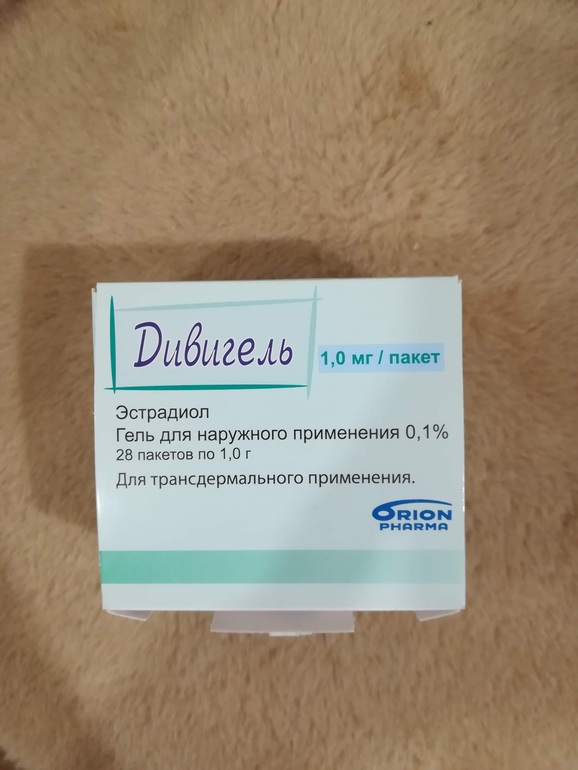 Дивигель
1,0 мг / пакет
Эстрадиол
Гель для наружного применения 0,1%
28 пакетов по 1,0 г
Для трансдермального применения.
ORION
PHARMA